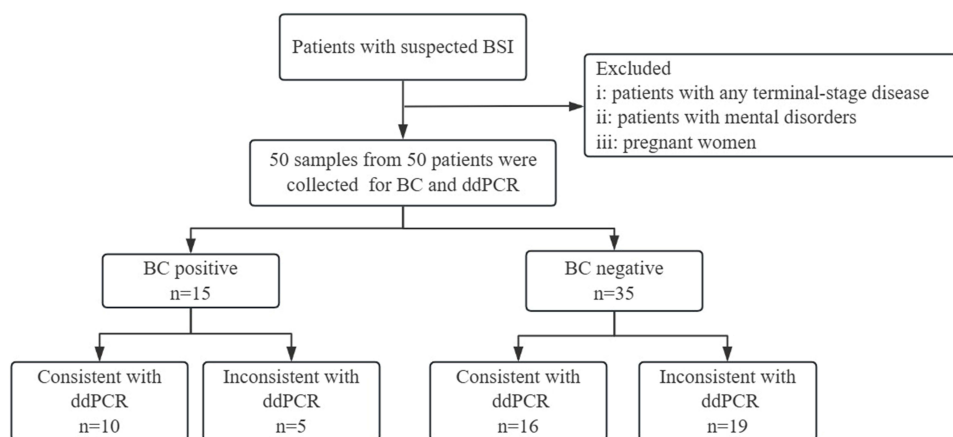 Patients with suspected BSI
Excluded
i: patients with any terminal-stage disease
ii: patients with mental disorders
iii: pregnant women
50 samples from 50 patients were
collected for BC and ddPCR
BC positive
n=15
BC negative
n=35
Consistent with
ddPCR
n=10
Inconsistent with
ddPCR
n=5
Consistent with
ddPCR
n=16
Inconsistent with
ddPCR
n=19